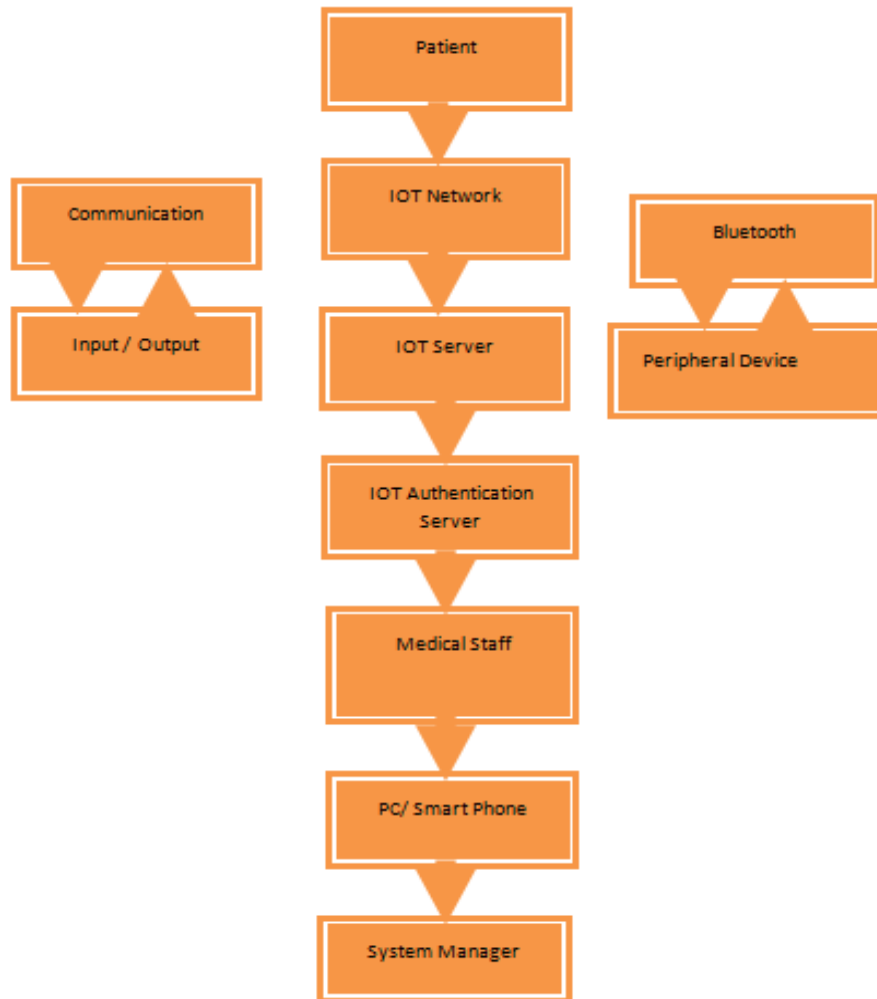 Patient
IOT Network
Communication
Bluetooth
Input / Output
IOT Server
Peripheral Device
IOT Authentication
Server
Medical Staff
PC/ Smart Phone
System Manager